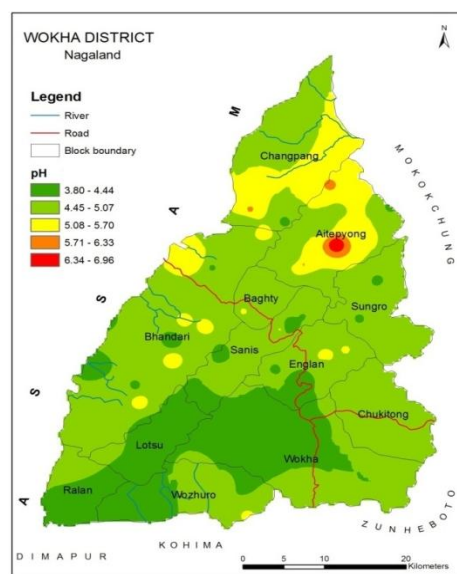 WOKHA DISTRICT
Nagaland
N
Legend
River
Road
Block boundary
pH
3.80 - 4.44
4.45 - 5.07
5.08 - 5.70
5.71 - 6.33
6.34 - 6.96
Changpang
Aitepyong
Baghty
Sungro
Bhandari
Sanis
Englan
Chukitong
Lotsu
Wokha
Ralan
Wozhuro
A S S A M
MOKOKCHUNG
ZUNHEBOTO
KOHIMA
DIMAPUR
0 5 10 20
Kilometers